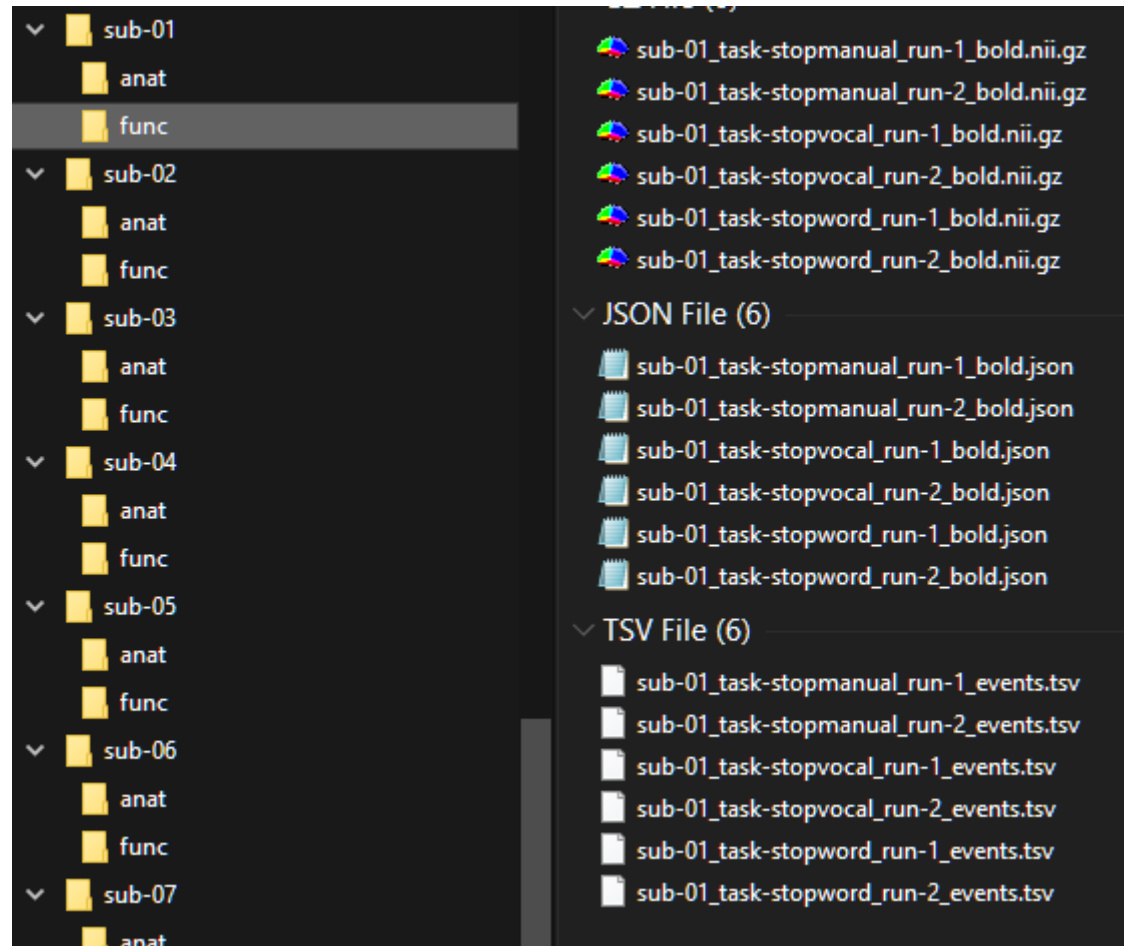 sub-01
anat
func
sub-02
anat
func
sub-03
anat
func
sub-04
anat
func
sub-05
anat
func
sub-06
anat
func
sub-07
anat
sub-01_task-stopmanual_run-1_bold.nii.gz
sub-01_task-stopmanual_run-2_bold.nii.gz
sub-01_task-stopvocal_run-1_bold.nii.gz
sub-01_task-stopvocal_run-2_bold.nii.gz
sub-01_task-stopword_run-1_bold.nii.gz
sub-01_task-stopword_run-2_bold.nii.gz
JSON File (6)
sub-01_task-stopmanual_run-1_bold.json
sub-01_task-stopmanual_run-2_bold.json
sub-01_task-stopvocal_run-1_bold.json
sub-01_task-stopvocal_run-2_bold.json
sub-01_task-stopword_run-1_bold.json
sub-01_task-stopword_run-2_bold.json
TSV File (6)
sub-01_task-stopmanual_run-1_events.tsv
sub-01_task-stopmanual_run-2_events.tsv
sub-01_task-stopvocal_run-1_events.tsv
sub-01_task-stopvocal_run-2_events.tsv
sub-01_task-stopword_run-1_events.tsv
sub-01_task-stopword_run-2_events.tsv